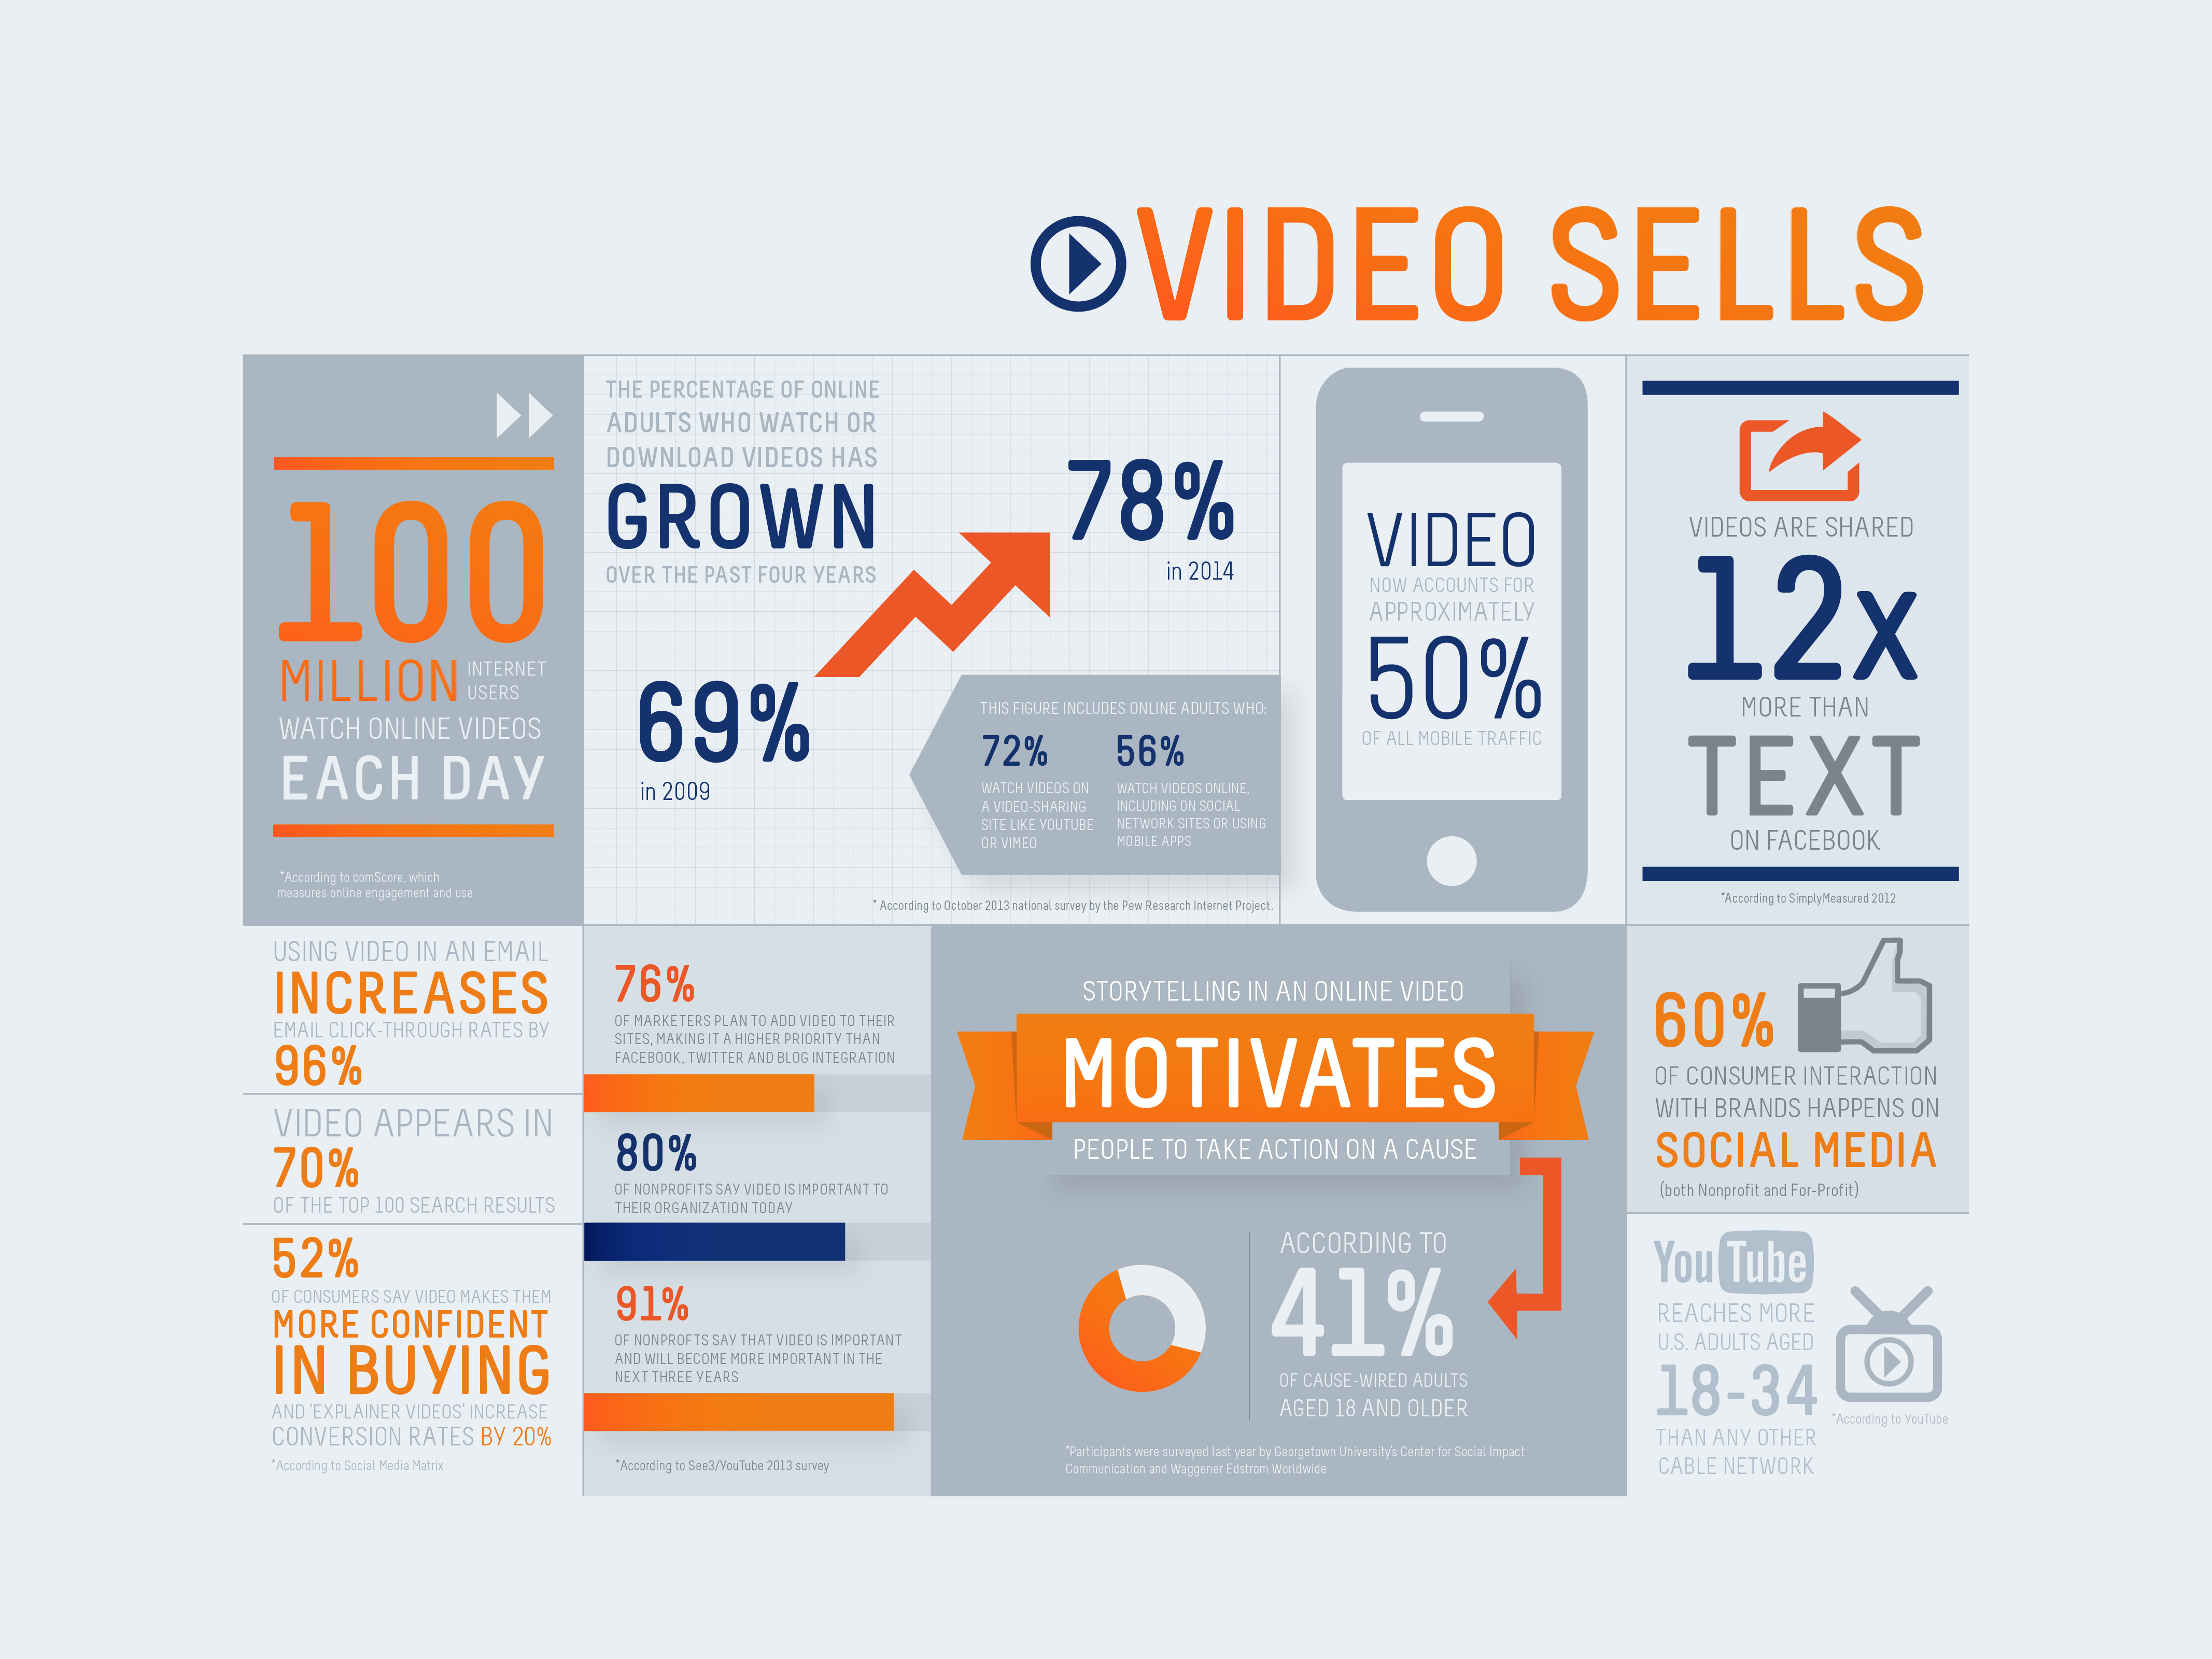 VIDEO SELLS
100
MILLION INTERNET
USERS
WATCH ONLINE VIDEOS
EACH DAY
*According to comScore, which
measures online engagement and use
THE PERCENTAGE OF ONLINE
ADULTS WHO WATCH OR
DOWNLOAD VIDEOS HAS
GROWN
OVER THE PAST FOUR YEARS
78%
in 2014
69%
in 2009
THIS FIGURE INCLUDES ONLINE ADULTS WHO:
72%
WATCH VIDEOS ON
A VIDEO-SHARING
SITE LIKE YOUTUBE
OR VIMEO
56%
WATCH VIDEOS ONLINE,
INCLUDING ON SOCIAL
NETWORK SITES OR USING
MOBILE APPS
* According to October 2013 national survey by the Pew Research Internet Project.
VIDEO
NOW ACCOUNTS FOR
APPROXIMATELY
50%
OF ALL MOBILE TRAFFIC
VIDEOS ARE SHARED
12x
MORE THAN
TEXT
ON FACEBOOK
*According to SimplyMeasured 2012
USING VIDEO IN AN EMAIL
INCREASES
EMAIL CLICK-THROUGH RATES BY
96%
VIDEO APPEARS IN
70%
OF THE TOP 100 SEARCH RESULTS
52%
OF CONSUMERS SAY VIDEO MAKES THEM
MORE CONFIDENT
IN BUYING
AND 'EXPLAINER VIDEOS' INCREASE
CONVERSION RATES BY 20%
*According to Social Media Matrix
76%
OF MARKETERS PLAN TO ADD VIDEO TO THEIR
SITES, MAKING IT A HIGHER PRIORITY THAN
FACEBOOK, TWITTER AND BLOG INTEGRATION
80%
OF NONPROFITS SAY VIDEO IS IMPORTANT TO
THEIR ORGANIZATION TODAY
91%
OF NONPROFTS SAY THAT VIDEO IS IMPORTANT
AND WILL BECOME MORE IMPORTANT IN THE
NEXT THREE YEARS
*According to See3/YouTube 2013 survey
STORYTELLING IN AN ONLINE VIDEO
MOTIVATES
PEOPLE TO TAKE ACTION ON A CAUSE
ACCORDING TO
41%
OF CAUSE-WIRED ADULTS
AGED 18 AND OLDER
*Participants were surveyed last year by Georgetown University's Center for Social Impact
Communication and Waggener Edstrom Worldwide
60%
OF CONSUMER INTERACTION
WITH BRANDS HAPPENS ON
SOCIAL MEDIA
(both Nonprofit and For-Profit)
YouTube
REACHES MORE
U.S. ADULTS AGED
18-34
THAN ANY OTHER
CABLE NETWORK
*According to YouTube